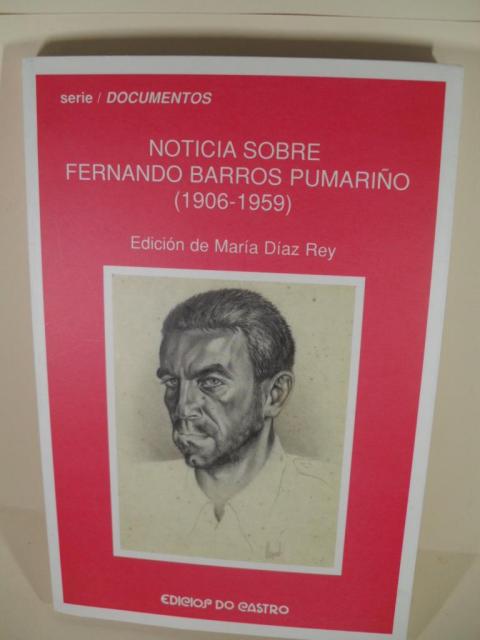 serie / DOCUMENTOS
NOTICIA SOBRE
FERNANDO BARROS PUMARIÑO
(1906-1959)
Edición de María Díaz Rey
EDICIOS DO CASTRO